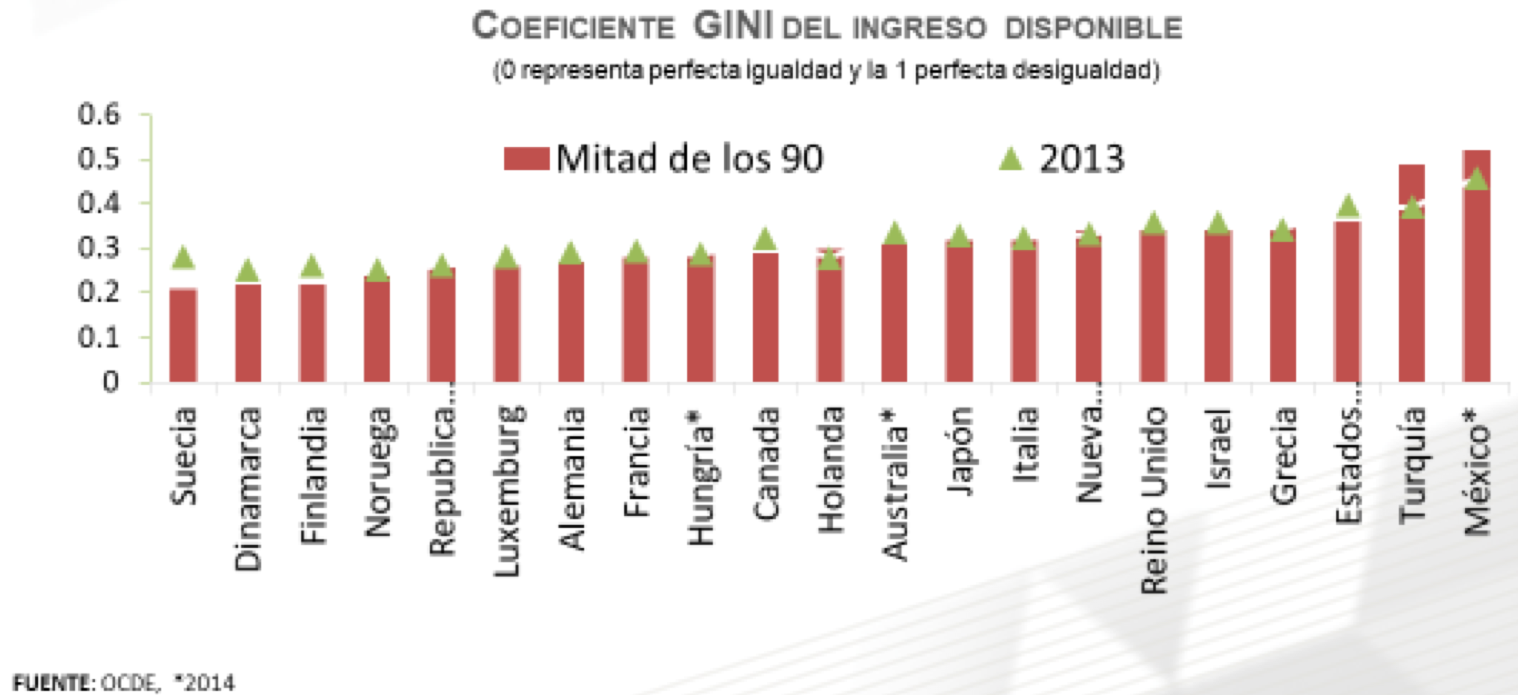 COEFICIENTE GINI DEL INGRESO DISPONIBLE
(0 representa perfecta igualdad y la 1 perfecta desigualdad)
0.6
0.5
0.4
0.3
0.2
0.1
0
Mitad de los 90
2013
Suecia
Dinamarca
Finlandia
Noruega
Republica...
Luxemburg
Alemania
Francia
Hungría*
Canada
Holanda
Australia*
Japón
Italia
Nueva...
Reino Unido
Israel
Grecia
Estados...
Turquía
México*
FUENTE: OCDE, *2014